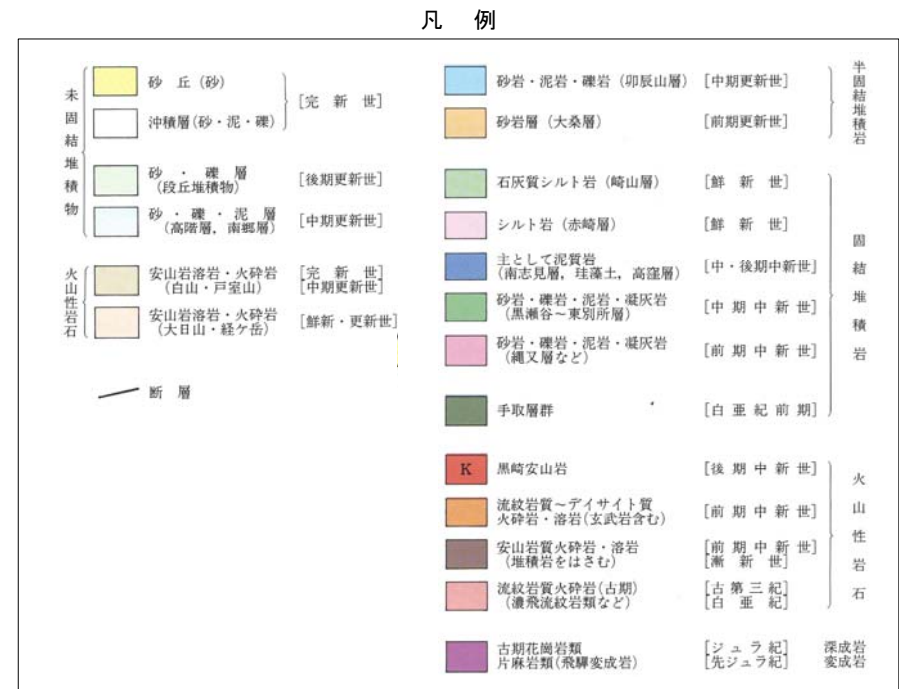 凡 例
未固結堆積物
砂 丘（砂）
沖積層（砂・泥・礫）
［完 新 世］
砂 ・ 礫 層
（段丘堆積物）
［後期更新世］
砂 ・ 礫 ・ 泥 層
（高階層，南郷層）
［中期更新世］
火山性岩石
安山岩溶岩・火砕岩
（白山・戸室山）
［完 新 世］
［中期更新世］
安山岩溶岩・火砕岩
（大日山・経ケ岳）
［鮮新・更新世］
断 層
砂岩・泥岩・礫岩（卯辰山層）
［中期更新世］
砂岩層（大桑層）
［前期更新世］
半固結堆積岩
石灰質シルト岩（崎山層）
［鮮 新 世］
シルト岩（赤崎層）
［鮮 新 世］
主として泥質岩
（南志見層，珪藻土，高窪層）
［中・後期中新世］
砂岩・礫岩・泥岩・凝灰岩
（黒瀬谷～東別所層）
［中 期 中 新 世］
砂岩・礫岩・泥岩・凝灰岩
（縄又層など）
［前 期 中 新 世］
手取層群
［白 亜 紀 前 期］
固結堆積岩
K 黒崎安山岩
［後 期 中 新 世］
流紋岩質～デイサイト質
火砕岩・溶岩（玄武岩含む）
［前 期 中 新 世］
安山岩質火砕岩・溶岩
（堆積岩をはさむ）
［前 期 中 新 世］
［漸 新 世］
流紋岩質火砕岩（古期）
（濃飛流紋岩類など）
［古 第 三 紀］
［白 亜 紀］
火山性岩石
古期花崗岩類
片麻岩類（飛驒変成岩）
［ジ ュ ラ 紀］
［先ジュラ紀］
深成岩
変成岩